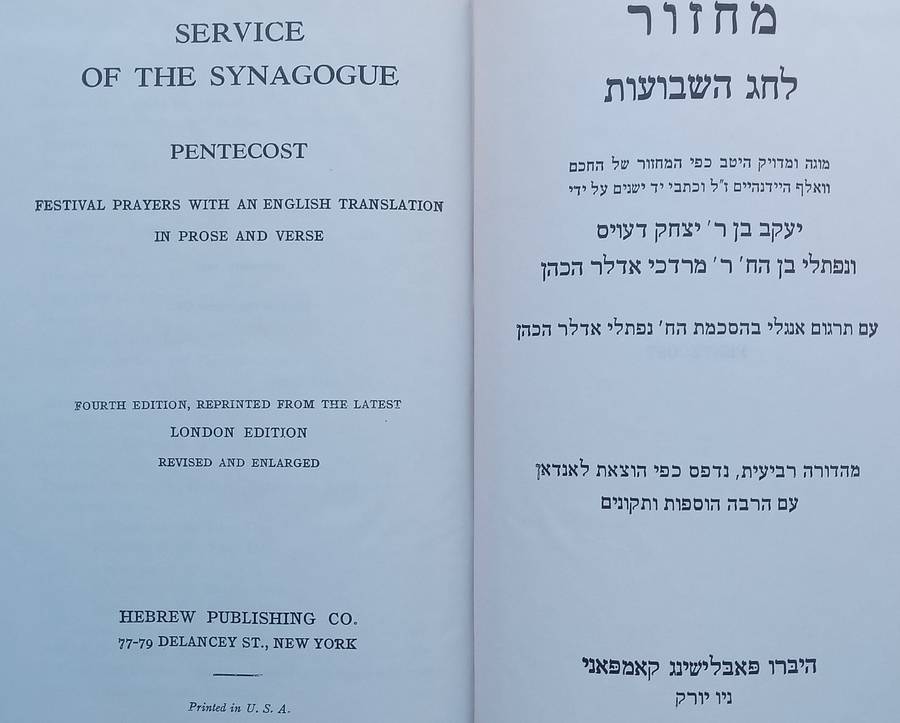 SERVICE
OF THE SYNAGOGUE
PENTECOST
FESTIVAL PRAYERS WITH AN ENGLISH TRANSLATION
IN PROSE AND VERSE
FOURTH EDITION, REPRINTED FROM THE LATEST
LONDON EDITION
REVISED AND ENLARGED
HEBREW PUBLISHING CO.
77-79 DELANCEY ST., NEW YORK
Printed in U. S. A.
מחזור
לחג השבועות
מוגה ומדויק היטב כפי המחזור של החכם
וואלף היידנהיים ז״ל וכתבי יד ישנים על ידי
יעקב בן ר׳ יצחק דעויס
ונפתלי בן הח׳ ר׳ מרדכי אדלר הכהן
עם תרגום אנגלי בהסכמת הח׳ נפתלי אדלר הכהן
מהדורה רביעית, נדפס כפי הוצאת לאנדאן
עם הרבה הוספות ותקונים
היברו פאבלישינג קאמפאני
ניו יורק